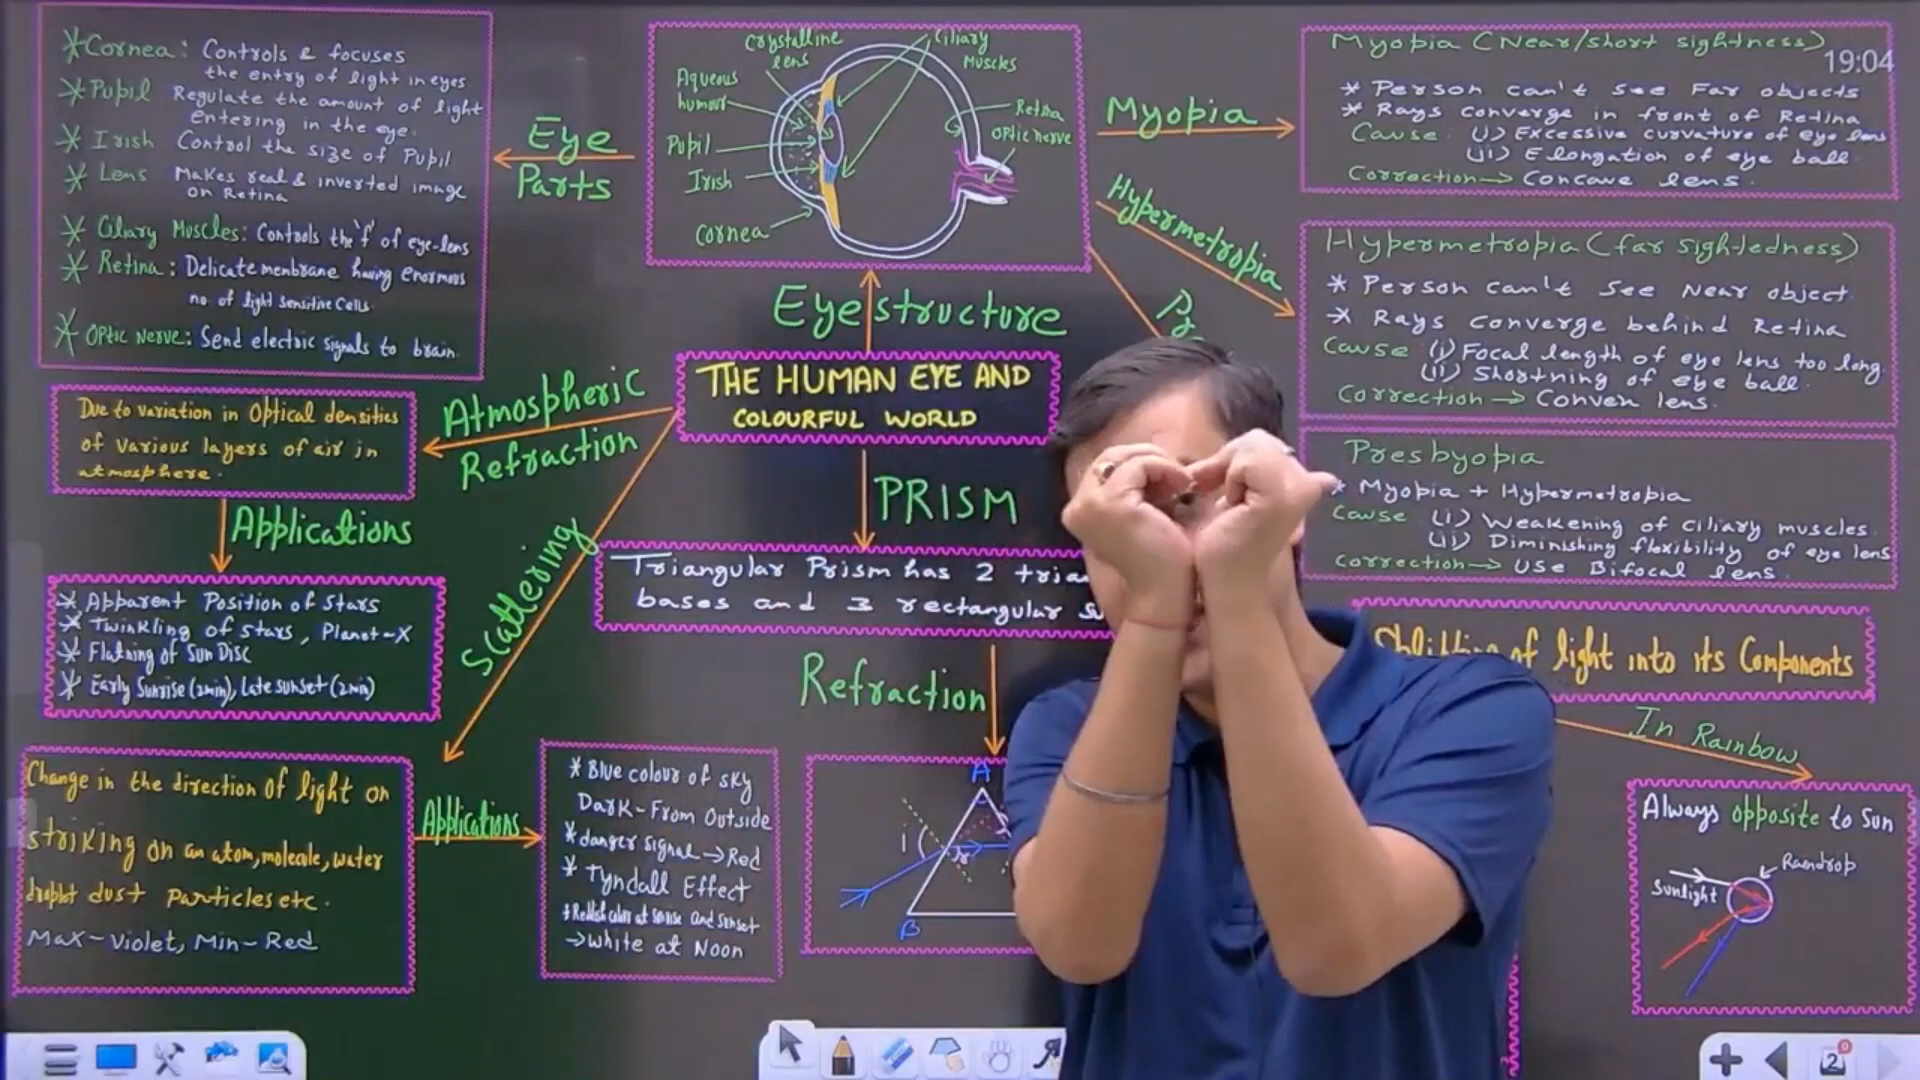 *Cornea: Controls & focuses
the entry of light in eyes
* Pupil Regulate the amount of light
entering in the eye.
* Irish Control the size of Pupil
* Lens Makes real & inverted image
on Retina
* Ciliary Muscles: Controls the 'f' of eye-lens
* Retina: Delicate membrane having enormous
no. of light sensitive cells.
* Optic Nerve: Send electric signals to brain.
Eye
Parts
Crystalline
lens
Ciliary
Muscles
Aqueous
humour
Pupil
Irish
Cornea
Retina
Optic nerve
Eye structure
Myopia
Hypermetropia
Myopia (Near/short sightness)
19:04
* Person can't see Far objects
* Rays converge in front of Retina
Cause (i) Excessive curvature of eye lens
(ii) Elongation of eye ball
Correction → Concave lens.
Hypermetropia (far sightedness)
* Person can't see Near object.
* Rays converge behind Retina
Cause (i) Focal length of eye lens too long.
(ii) Shortning of eye ball.
Correction → Convex lens.
Presbyopia
* Myopia + Hypermetropia
Cause (i) Weakening of ciliary muscles.
(ii) Diminishing flexibility of eye lens
Correction → Use Bifocal lens.
THE HUMAN EYE AND
COLOURFUL WORLD
Atmospheric
Refraction
Due to variation in Optical densities
of various layers of air in
atmosphere.
Applications
* Apparent Position of Stars
* Twinkling of stars, Planet-X
* Flatning of Sun Disc
* Early Sunrise (2min), Late sunset (2min)
Scattering
Change in the direction of light on
striking on an atom, molecule, water
droplet dust Particles etc.
Max-Violet, Min-Red
Applications
* Blue colour of sky
Dark-From Outside
* danger signal → Red
* Tyndall Effect
* Reddish color at sunrise and sunset
→ White at Noon
PRISM
Triangular Prism has 2
bases and 3 rectangular
Refraction
A
i
r
B
Splitting of light into its Components
In Rainbow
Always opposite to Sun
Raindrop
Sunlight
2
0